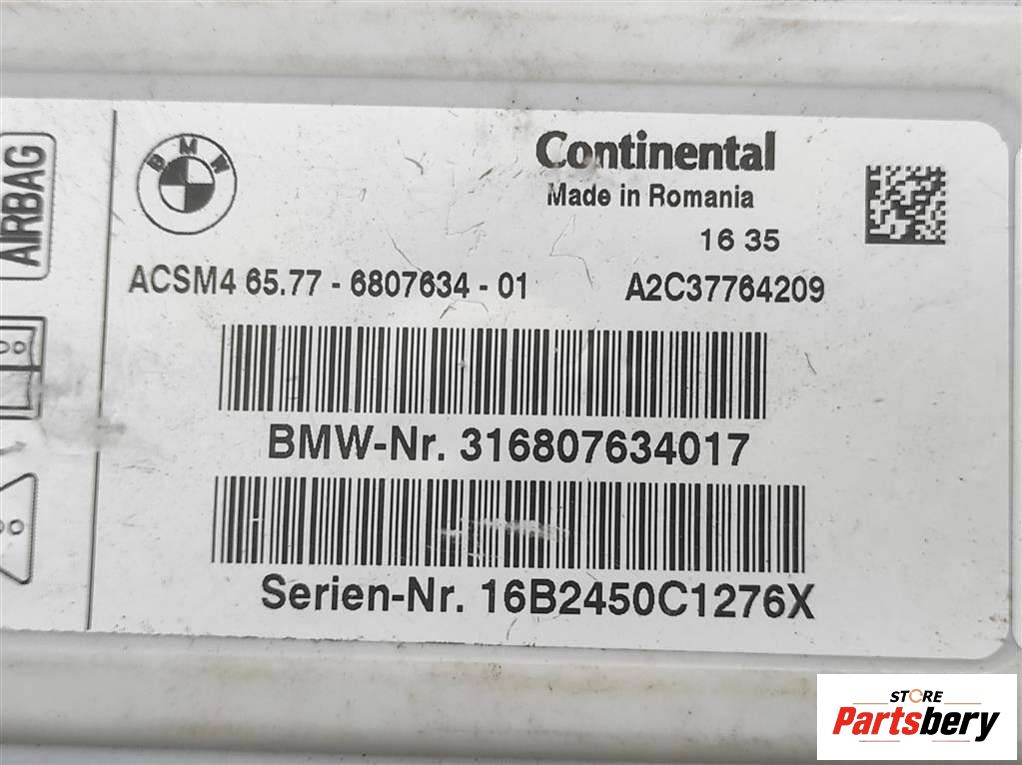 AIRBAG
BMW
Continental
Made in Romania
16 35
ACSM4 65.77 - 6807634 - 01
A2C37764209
BMW-Nr. 316807634017
Serien-Nr. 16B2450C1276X
STORE
Partsbery